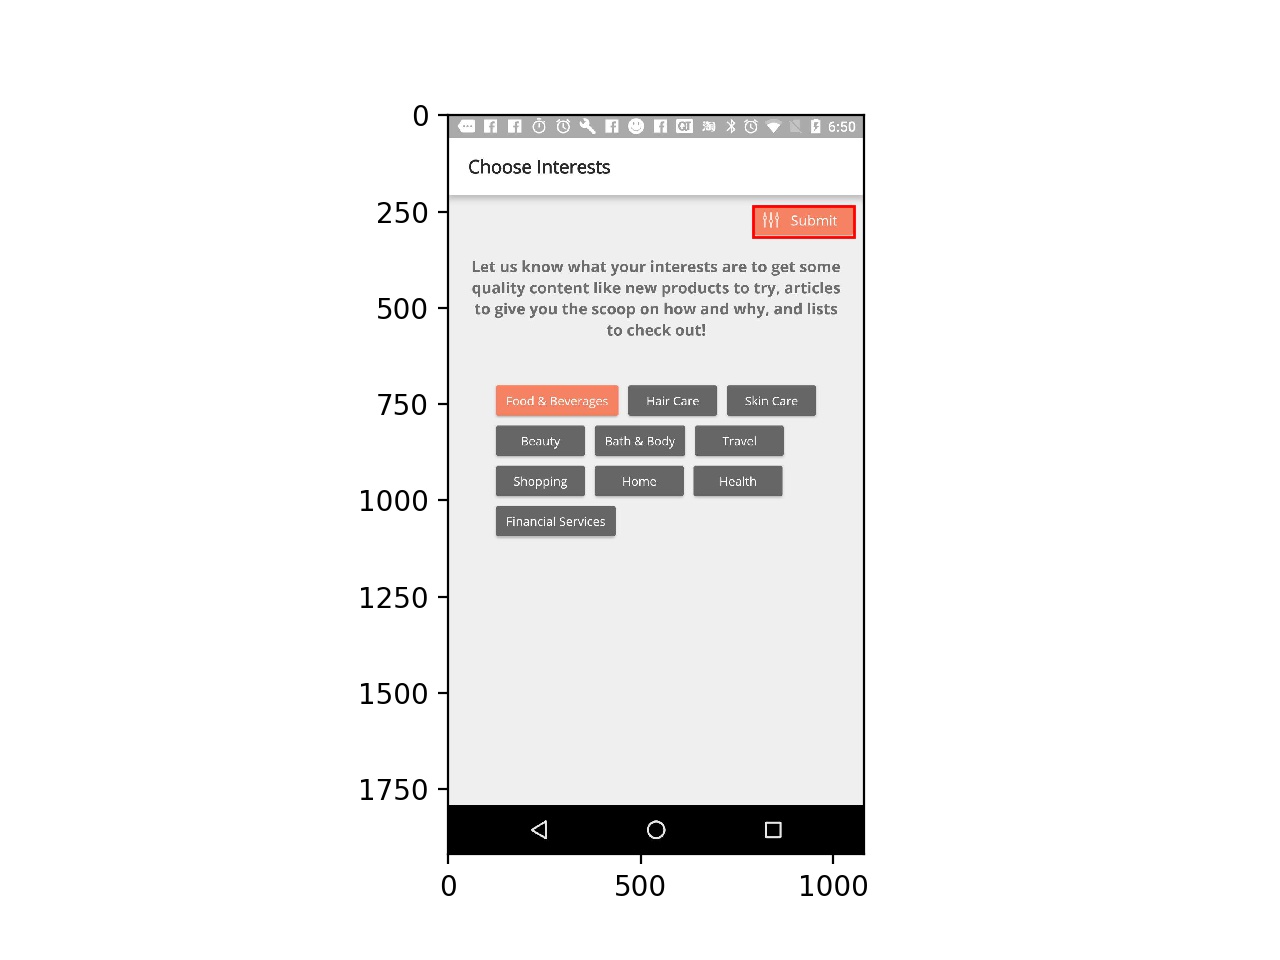 0
6:50
Choose Interests
250
Submit
Let us know what your interests are to get some
quality content like new products to try, articles
500
to give you the scoop on how and why, and lists
to check out!
750
Food & Beverages Hair Care Skin Care
Beauty Bath & Body Travel
Shopping Home Health
1000
Financial Services
1250
1500
1750
0 500 1000